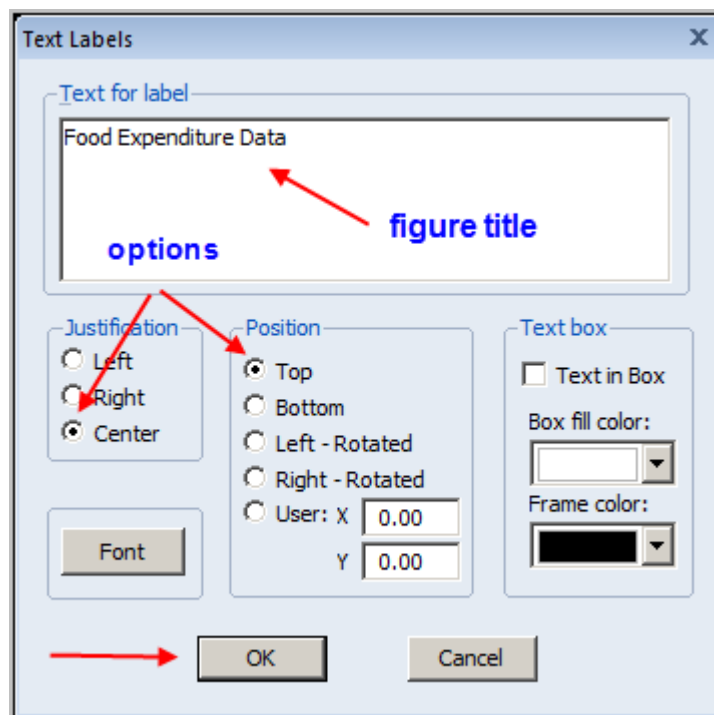 Text Labels
Text for label
Food Expenditure Data
figure title
options
Justification
Left
Right
Center
Position
Top
Bottom
Left - Rotated
Right - Rotated
User: X 0.00
Y 0.00
Text box
Text in Box
Box fill color:
Frame color:
Font
OK
Cancel